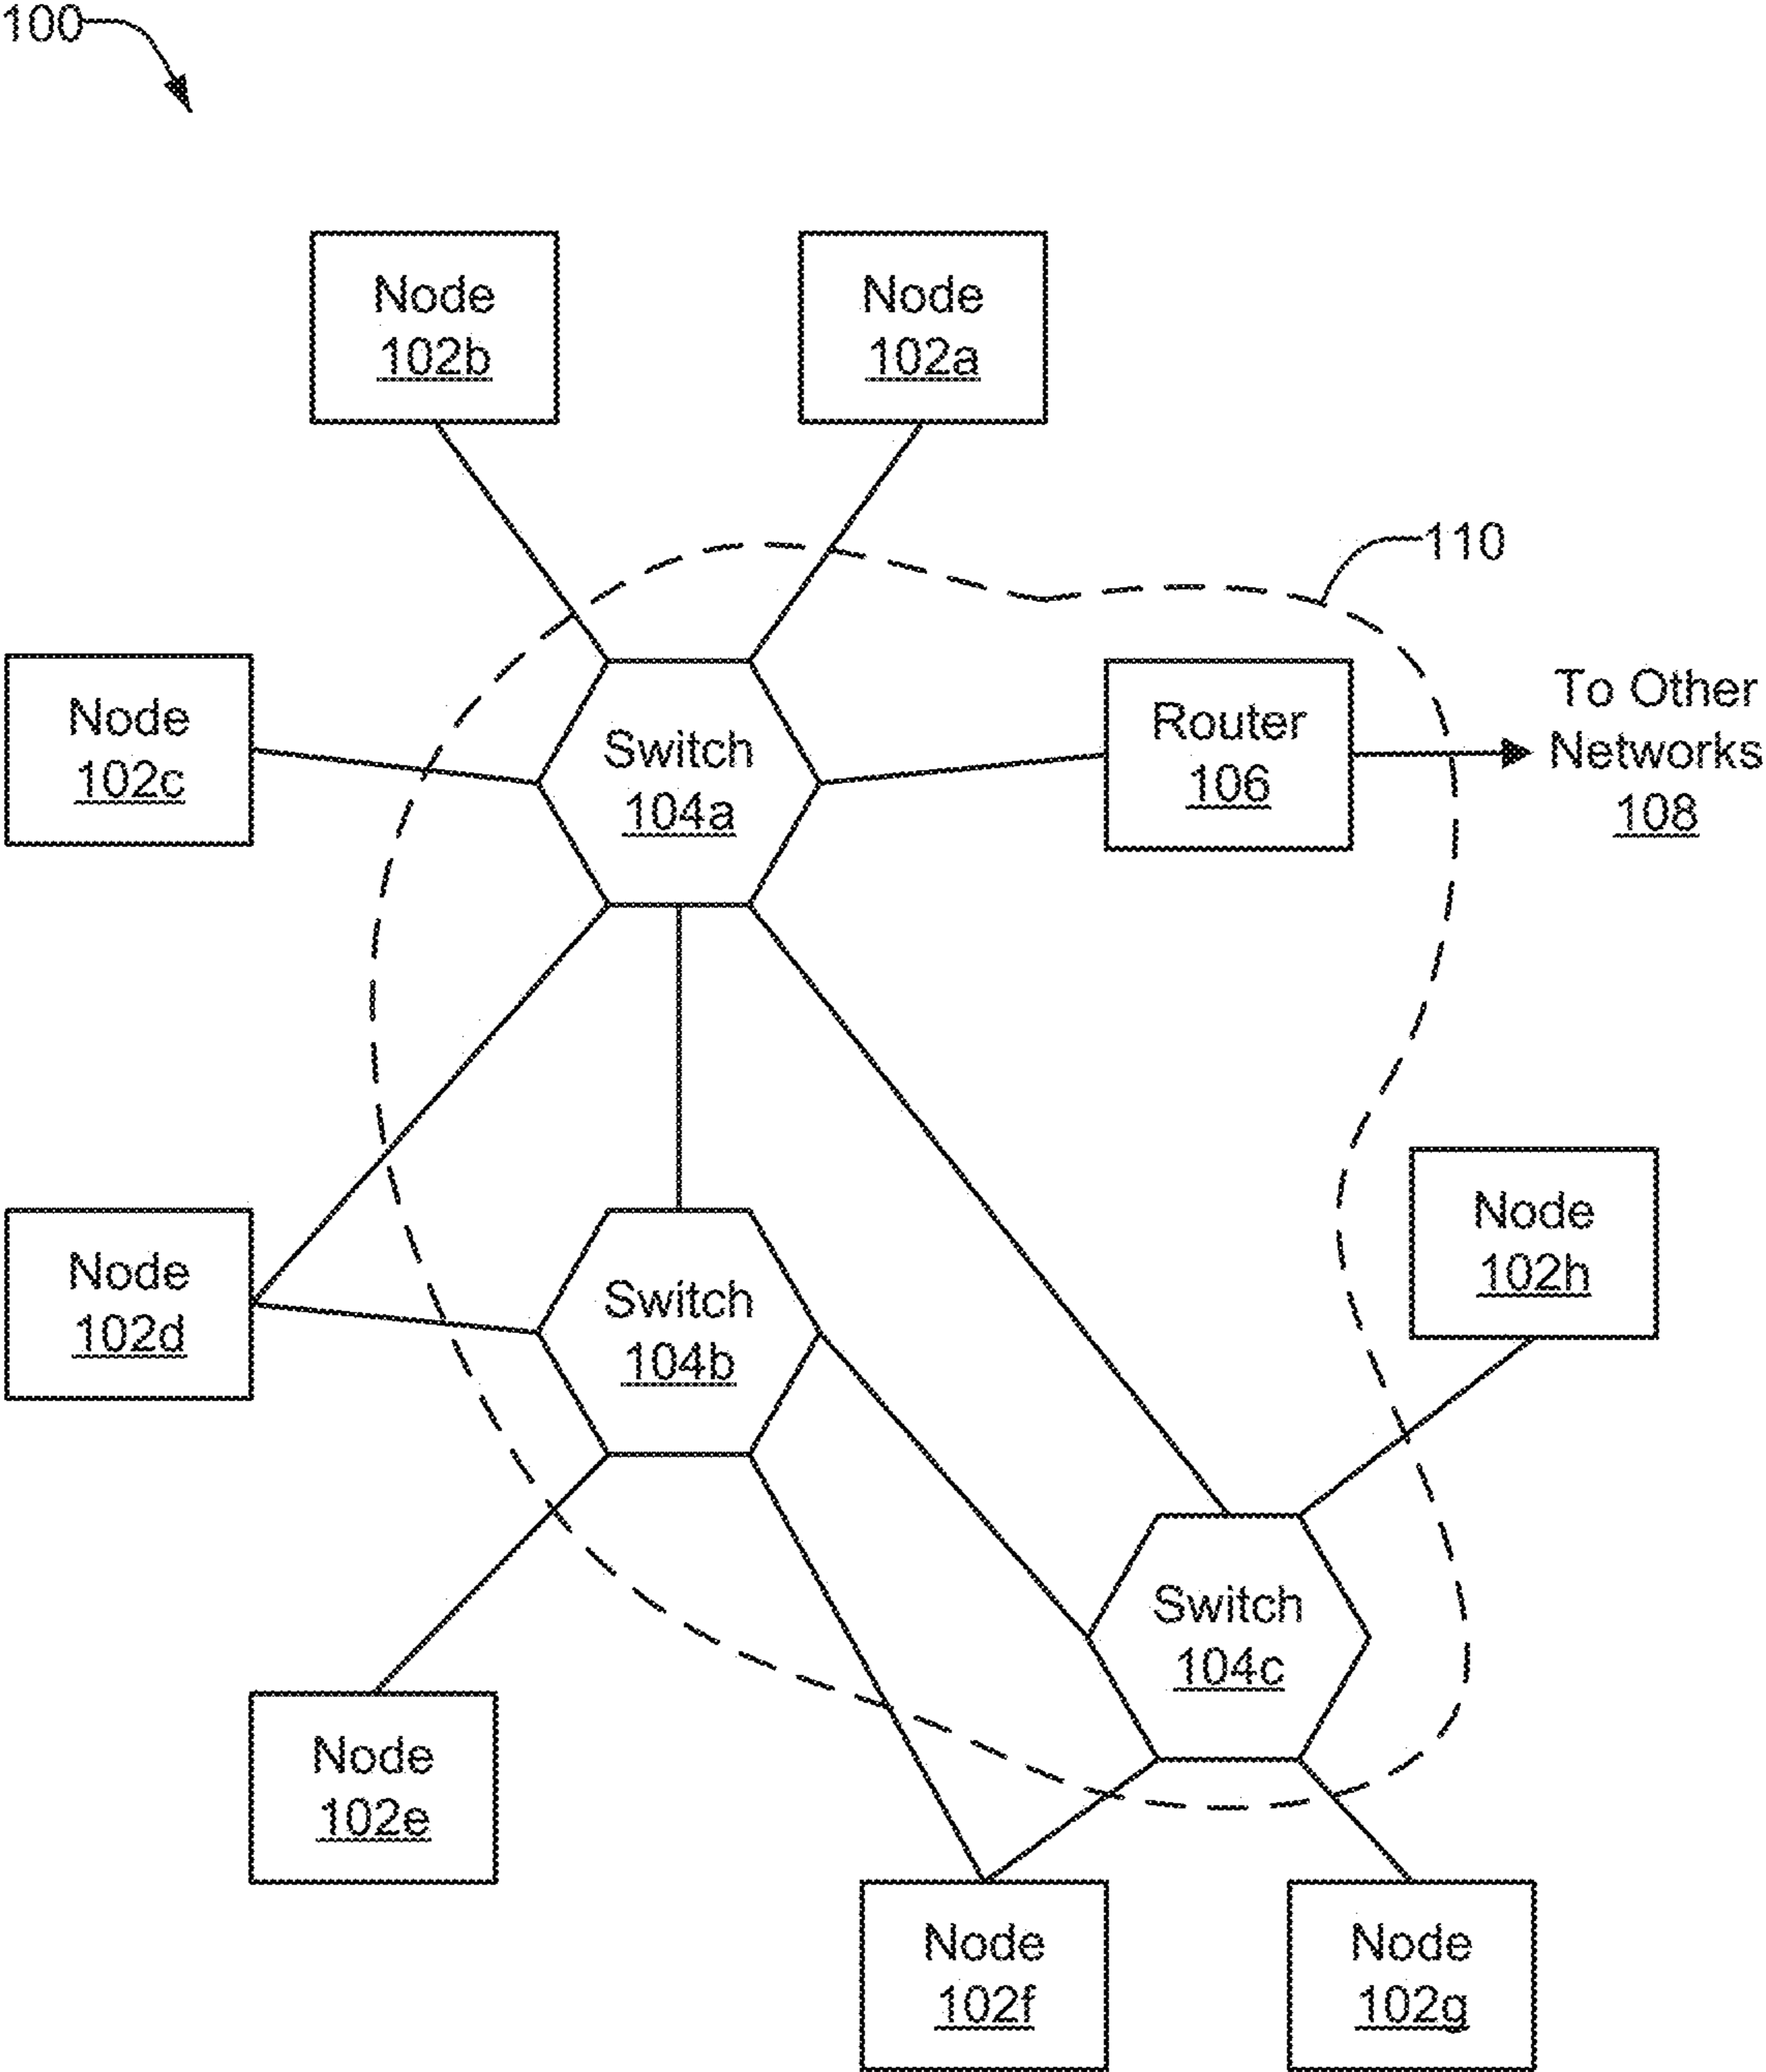 100
Node
102b
Node
102a
110
Node
102c
Switch
104a
Router
106
To Other
Networks
108
Node
102d
Switch
104b
Node
102h
Switch
104c
Node
102e
Node
102f
Node
102g